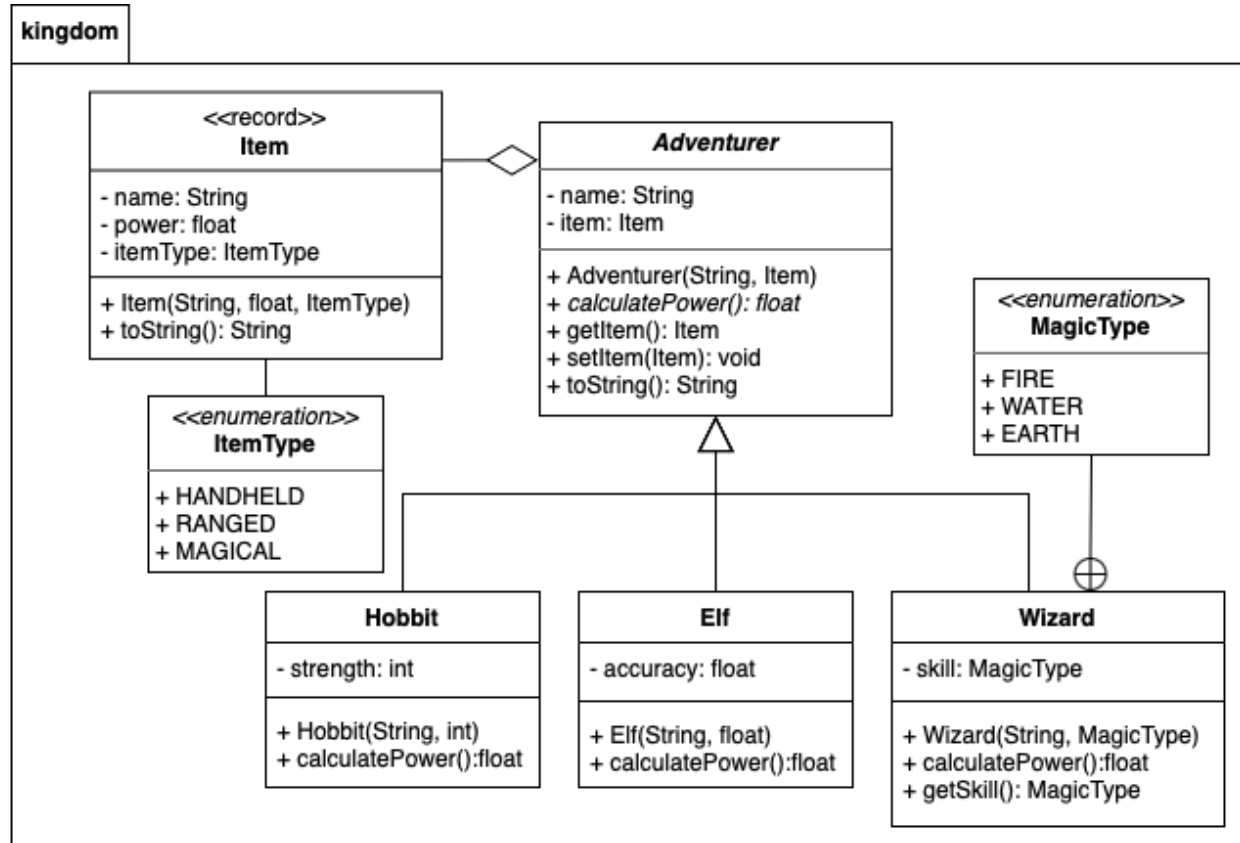 kingdom
<<record>>
Item
- name: String
- power: float
- itemType: ItemType
+ Item(String, float, ItemType)
+ toString(): String
Adventurer
- name: String
- item: Item
+ Adventurer(String, Item)
+ calculatePower(): float
+ getItem(): Item
+ setItem(Item): void
+ toString(): String
<<enumeration>>
MagicType
+ FIRE
+ WATER
+ EARTH
<<enumeration>>
ItemType
+ HANDHELD
+ RANGED
+ MAGICAL
Hobbit
- strength: int
+ Hobbit(String, int)
+ calculatePower():float
Elf
- accuracy: float
+ Elf(String, float)
+ calculatePower():float
Wizard
- skill: MagicType
+ Wizard(String, MagicType)
+ calculatePower():float
+ getSkill(): MagicType